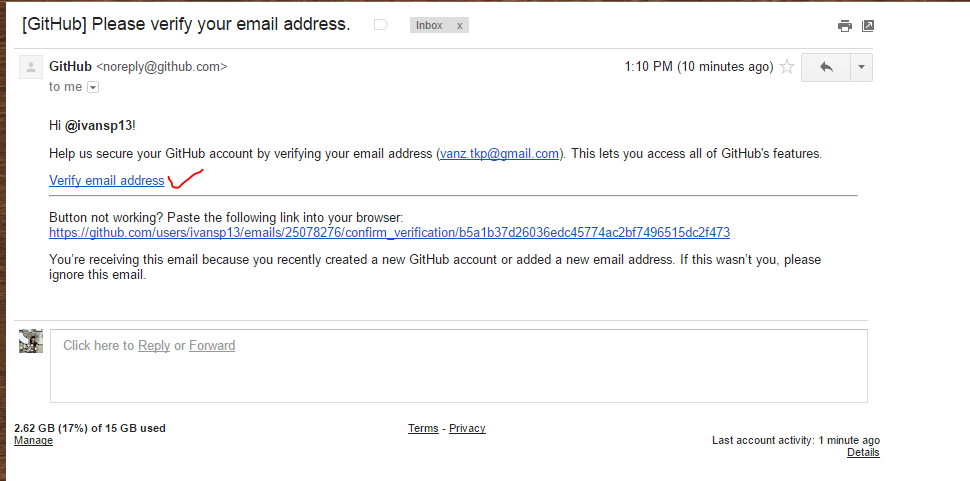 [GitHub] Please verify your email address.
Inbox x
GitHub <noreply@github.com>
1:10 PM (10 minutes ago)
to me
Hi @ivansp13!
Help us secure your GitHub account by verifying your email address (vanz.tkp@gmail.com). This lets you access all of GitHub's features.
Verify email address
Button not working? Paste the following link into your browser:
https://github.com/users/ivansp13/emails/25078276/confirm_verification/b5a1b37d26036edc45774ac2bf7496515dc2f473
You're receiving this email because you recently created a new GitHub account or added a new email address. If this wasn't you, please
ignore this email.
Click here to Reply or Forward
2.62 GB (17%) of 15 GB used
Manage
Terms - Privacy
Last account activity: 1 minute ago
Details